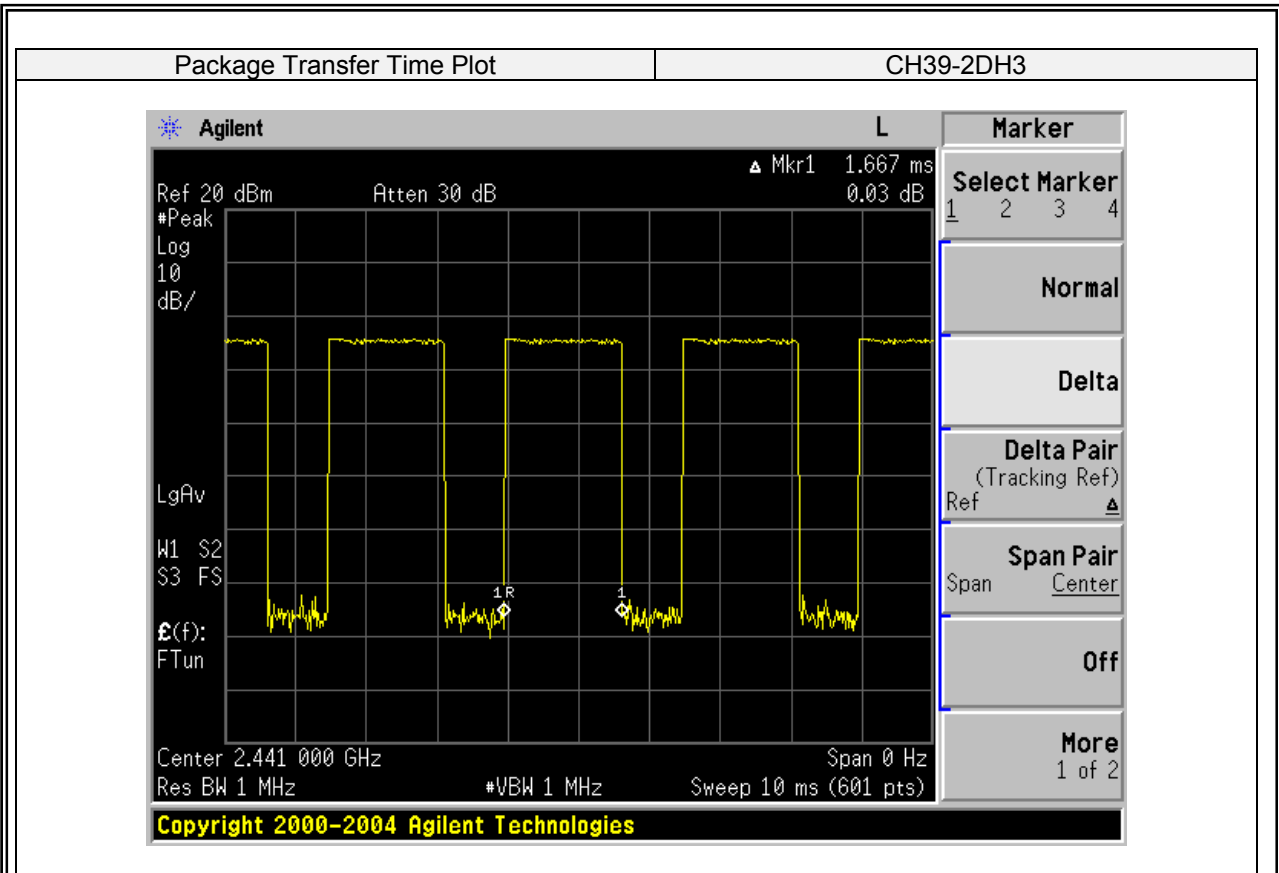 Package Transfer Time Plot CH39-2DH3
Agilent L Marker
Δ Mkr1 1.667 ms
Ref 20 dBm Atten 30 dB 0.03 dB
Select Marker
1 2 3 4
#Peak
Log
10
dB/
Normal
Delta
Delta Pair
(Tracking Ref)
Ref Δ
LgAv
W1 S2
S3 FS
Span Pair
Span Center
1R 1
£(f):
FTun
Off
Center 2.441 000 GHz Span 0 Hz
Res BW 1 MHz #VBW 1 MHz Sweep 10 ms (601 pts)
More
1 of 2
Copyright 2000-2004 Agilent Technologies